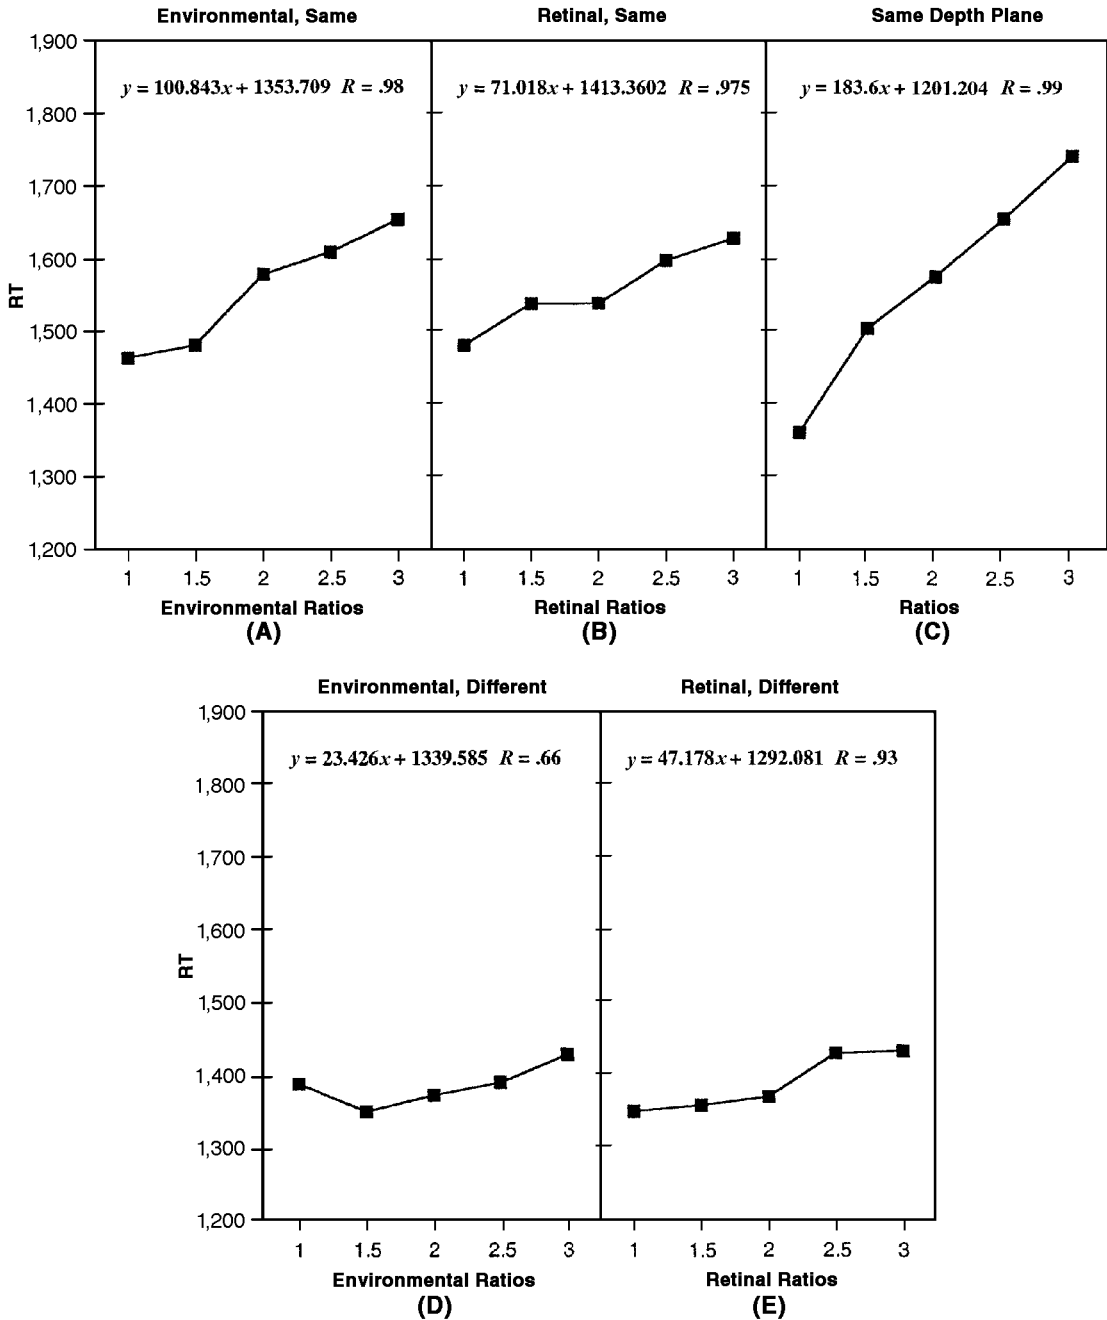 Environmental, Same
Retinal, Same
Same Depth Plane
1,900
1,800
1,700
1,600
1,500
1,400
1,300
1,200
RT
y = 100.843x + 1353.709 R = .98
y = 71.018x + 1413.3602 R = .975
y = 183.6x + 1201.204 R = .99
1 1.5 2 2.5 3
1 1.5 2 2.5 3
1 1.5 2 2.5 3
Environmental Ratios
Retinal Ratios
Ratios
(A)
(B)
(C)
Environmental, Different
Retinal, Different
1,900
1,800
1,700
1,600
1,500
1,400
1,300
1,200
RT
y = 23.426x + 1339.585 R = .66
y = 47.178x + 1292.081 R = .93
1 1.5 2 2.5 3
1 1.5 2 2.5 3
Environmental Ratios
Retinal Ratios
(D)
(E)